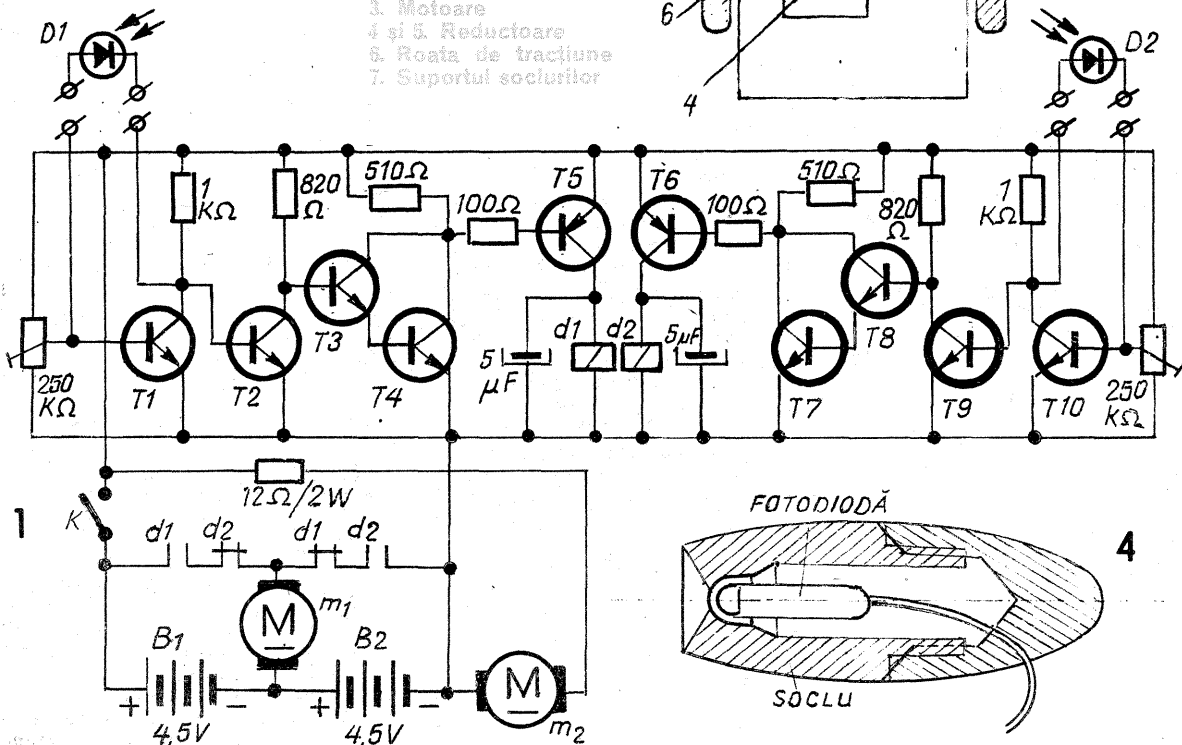 3. Motoare
4 și 5. Reductoare
6. Roata de tracțiune
7. Suportul soclurilor
6
4
D1
D2
1 KΩ
820 Ω
510Ω
100Ω
T5
T6
100Ω
510Ω
820 Ω
1 KΩ
250 KΩ
T1
T2
T3
T4
5 µF
d1
d2
5µF
T7
T8
T9
T10
250 KΩ
1
K
12Ω/2W
d1
d2
d1
d2
M
m1
B1
+
-
4,5V
B2
+
-
4,5V
M
m2
FOTODIODĂ
4
SOCLU